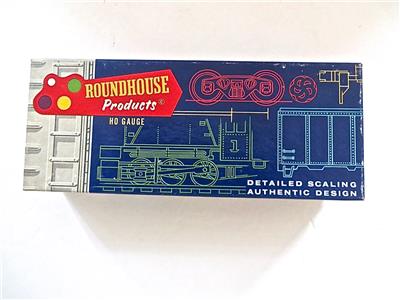 ROUNDHOUSE
Products©
HO GAUGE
1
DETAILED SCALING
AUTHENTIC DESIGN